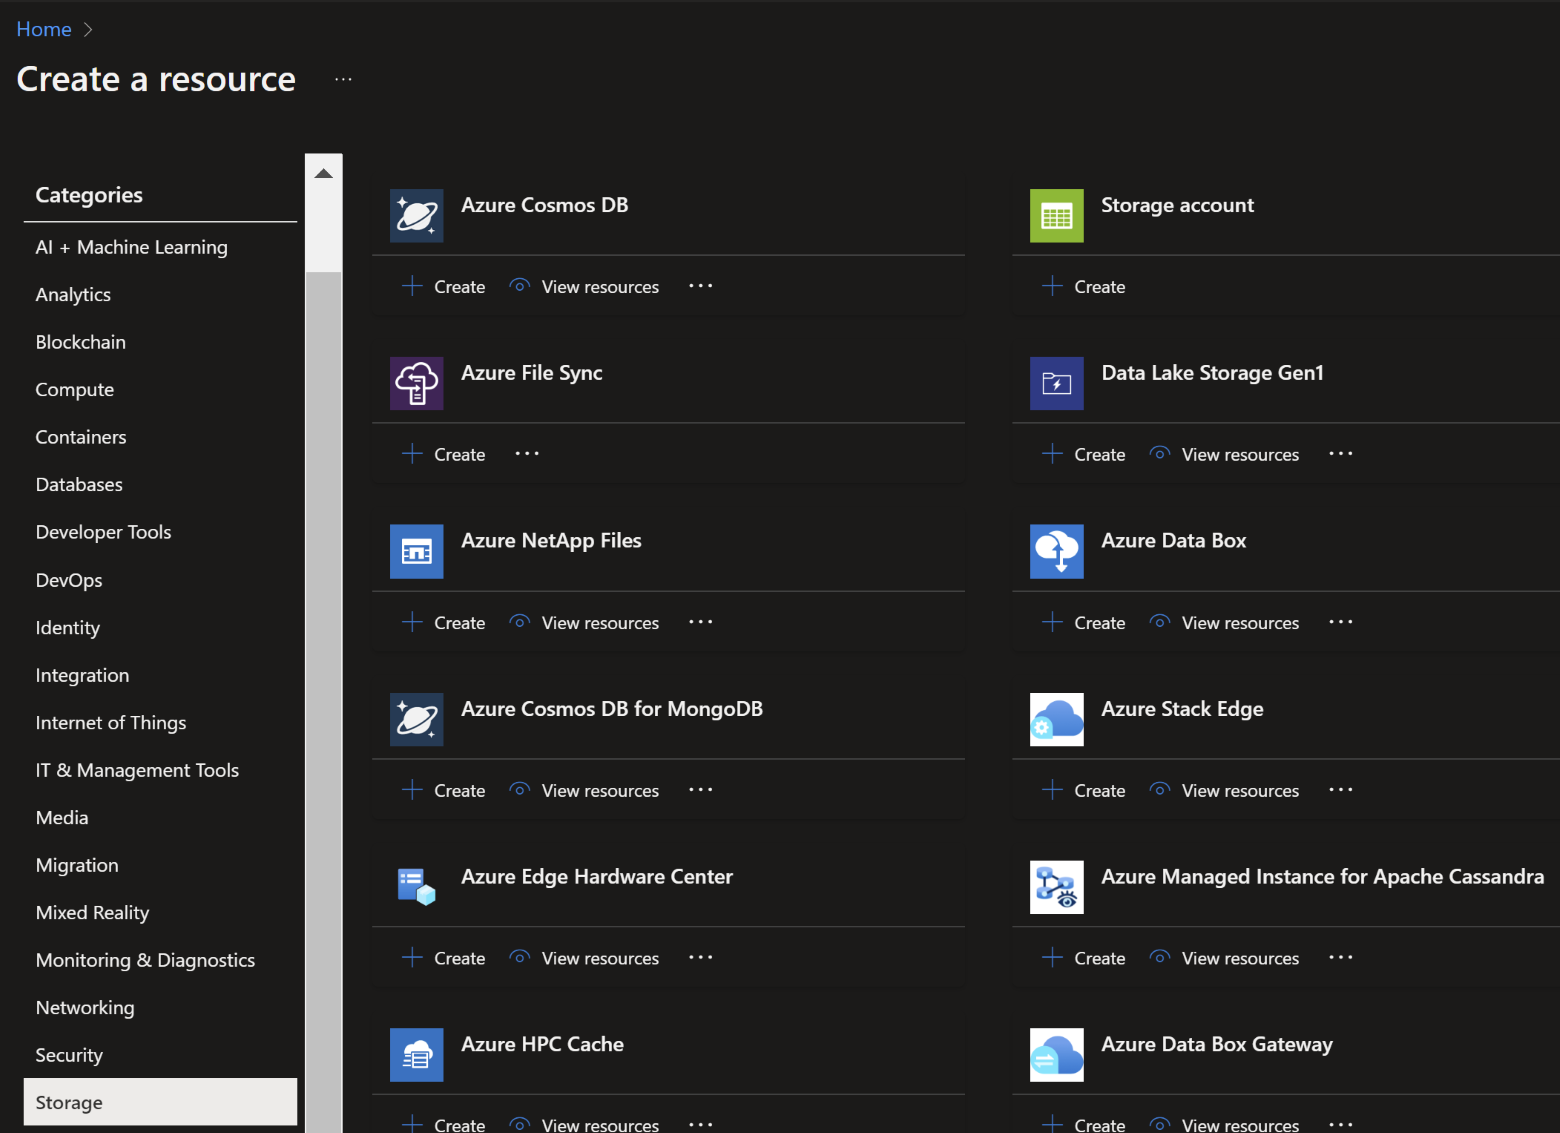 Home
Create a resource
...
Categories
AI + Machine Learning
Analytics
Blockchain
Compute
Containers
Databases
Developer Tools
DevOps
Identity
Integration
Internet of Things
IT & Management Tools
Media
Migration
Mixed Reality
Monitoring & Diagnostics
Networking
Security
Storage
Azure Cosmos DB
Create View resources ...
Storage account
Create
Azure File Sync
Create ...
Data Lake Storage Gen1
Create View resources ...
Azure NetApp Files
Create View resources ...
Azure Data Box
Create View resources ...
Azure Cosmos DB for MongoDB
Create View resources ...
Azure Stack Edge
Create View resources ...
Azure Edge Hardware Center
Create View resources ...
Azure Managed Instance for Apache Cassandra
Create View resources ...
Azure HPC Cache
Create View resources ...
Azure Data Box Gateway
Create View resources ...